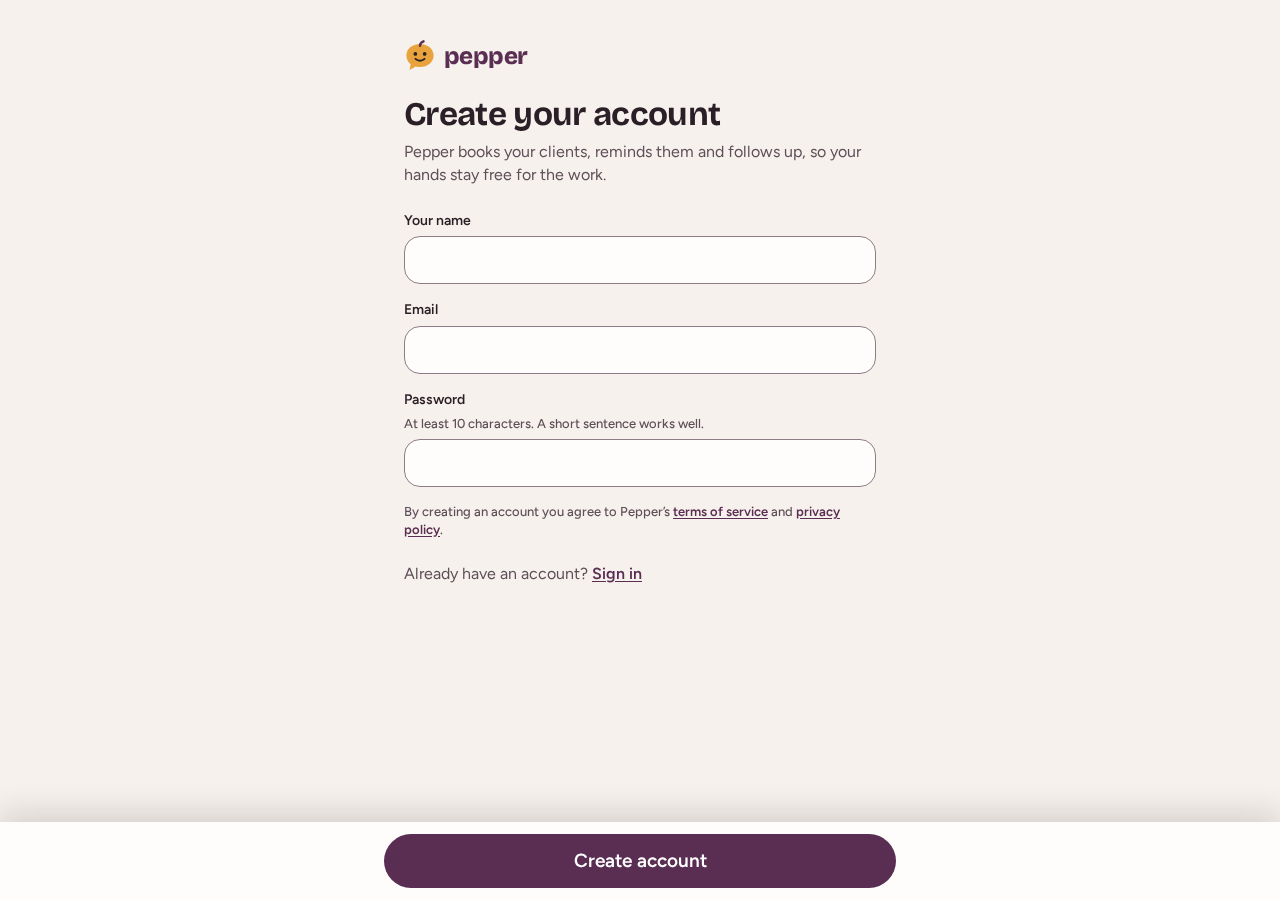 pepper
Create your account
Pepper books your clients, reminds them and follows up, so your
hands stay free for the work.
Your name
Email
Password
At least 10 characters. A short sentence works well.
By creating an account you agree to Pepper’s terms of service and privacy
policy.
Already have an account? Sign in
Create account